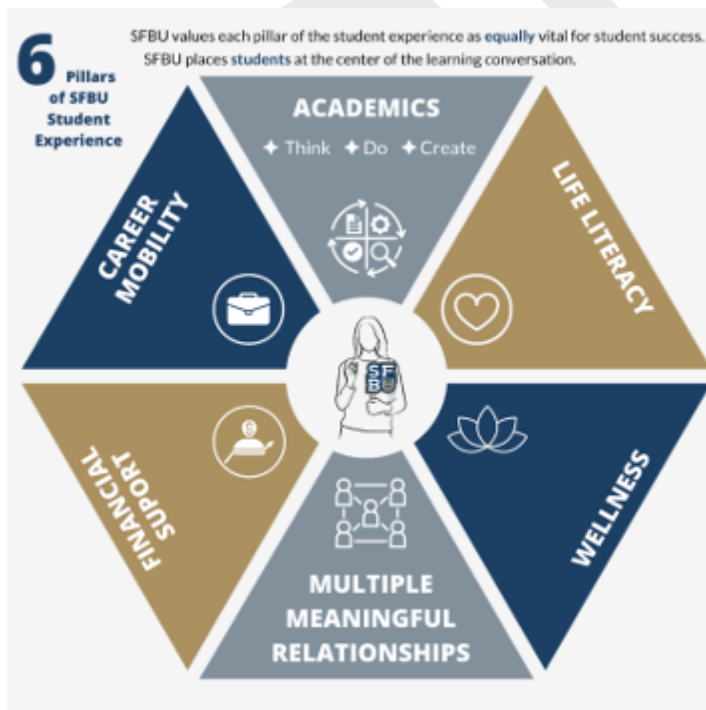 SFBU values each pillar of the student experience as equally vital for student success.
SFBU places students at the center of the learning conversation.
6
Pillars
of SFBU
Student
Experience
ACADEMICS
Think Do Create
LIFE LITERACY
WELLNESS
MULTIPLE
MEANINGFUL
RELATIONSHIPS
FINANCIAL
SUPORT
CAREER
MOBILITY
SF
BU